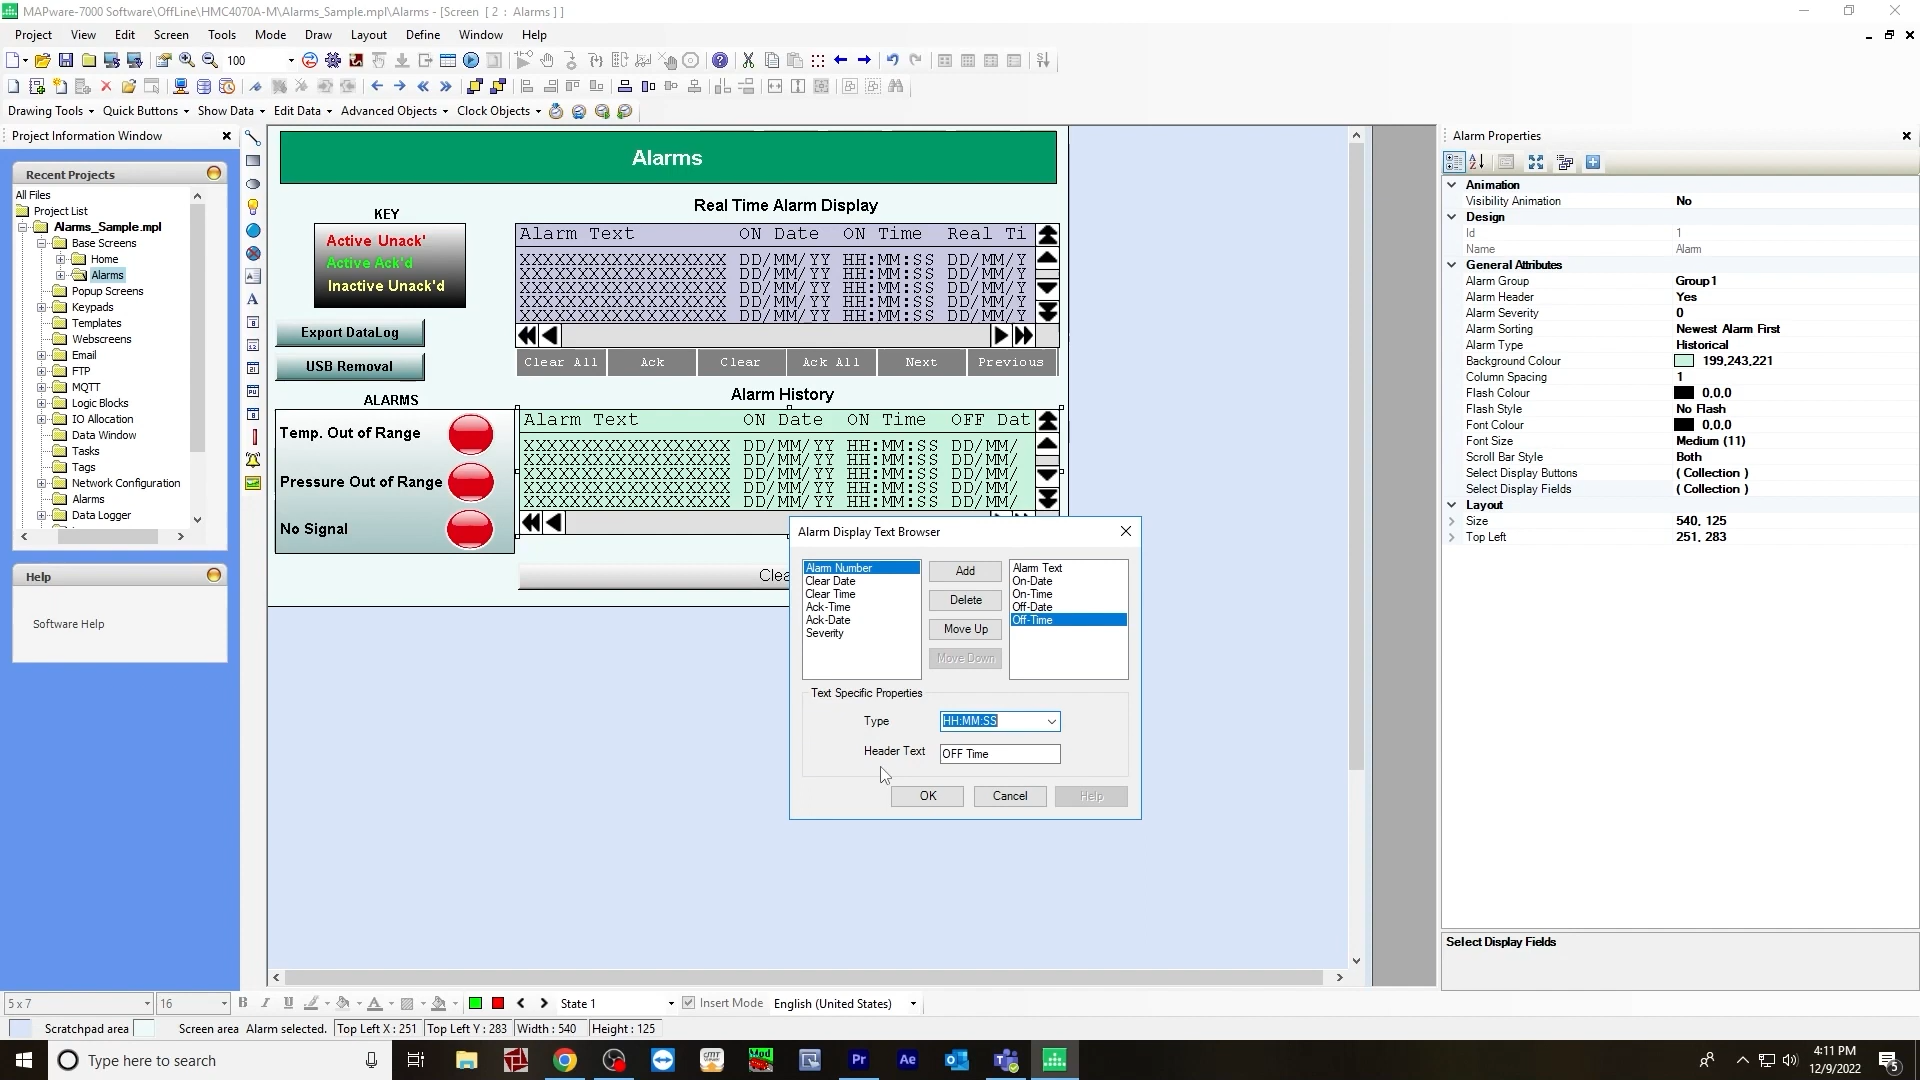 MAPware-7000 Software\OffLine\HMC4070A-M\Alarms_Sample.mpl\Alarms - [Screen [ 2 : Alarms ] ]
Project View Edit Screen Tools Mode Draw Layout Define Window Help
100
Drawing Tools Quick Buttons Show Data Edit Data Advanced Objects Clock Objects
Project Information Window
Recent Projects
All Files
Project List
Alarms_Sample.mpl
Base Screens
Home
Alarms
Popup Screens
Keypads
Templates
Webscreens
Email
FTP
MQTT
Logic Blocks
IO Allocation
Data Window
Tasks
Tags
Network Configuration
Alarms
Data Logger
Help
Software Help
Alarms
KEY
Active Unack'
Active Ack'd
Inactive Unack'd
Export DataLog
USB Removal
Real Time Alarm Display
Alarm Text ON Date ON Time Real Ti
XXXXXXXXXXXXXXXXXX DD/MM/YY HH:MM:SS DD/MM/Y
XXXXXXXXXXXXXXXXXX DD/MM/YY HH:MM:SS DD/MM/Y
XXXXXXXXXXXXXXXXXX DD/MM/YY HH:MM:SS DD/MM/Y
XXXXXXXXXXXXXXXXXX DD/MM/YY HH:MM:SS DD/MM/Y
XXXXXXXXXXXXXXXXXX DD/MM/YY HH:MM:SS DD/MM/Y
Clear All Ack Clear Ack All Next Previous
ALARMS
Temp. Out of Range
Pressure Out of Range
No Signal
Alarm History
Alarm Text ON Date ON Time OFF Dat
XXXXXXXXXXXXXXXXXX DD/MM/YY HH:MM:SS DD/MM/
XXXXXXXXXXXXXXXXXX DD/MM/YY HH:MM:SS DD/MM/
XXXXXXXXXXXXXXXXXX DD/MM/YY HH:MM:SS DD/MM/
XXXXXXXXXXXXXXXXXX DD/MM/YY HH:MM:SS DD/MM/
XXXXXXXXXXXXXXXXXX DD/MM/YY HH:MM:SS DD/MM/
Clea
Alarm Display Text Browser
Alarm Number
Clear Date
Clear Time
Ack-Time
Ack-Date
Severity
Add
Delete
Move Up
Move Down
Alarm Text
On-Date
On-Time
Off-Date
Off-Time
Text Specific Properties
Type HH:MM:SS
Header Text OFF Time
OK Cancel Help
Alarm Properties
Animation
Visibility Animation No
Design
Id 1
Name Alarm
General Attributes
Alarm Group Group1
Alarm Header Yes
Alarm Severity 0
Alarm Sorting Newest Alarm First
Alarm Type Historical
Background Colour 199,243,221
Column Spacing 1
Flash Colour 0,0,0
Flash Style No Flash
Font Colour 0,0,0
Font Size Medium (11)
Scroll Bar Style Both
Select Display Buttons ( Collection )
Select Display Fields ( Collection )
Layout
Size 540, 125
Top Left 251, 283
Select Display Fields
5 x 7 16 B I U A State 1 Insert Mode English (United States)
Scratchpad area Screen area Alarm selected. Top Left X : 251 Top Left Y : 283 Width : 540 Height : 125
Type here to search
Pr Ae
4:11 PM
12/9/2022
5